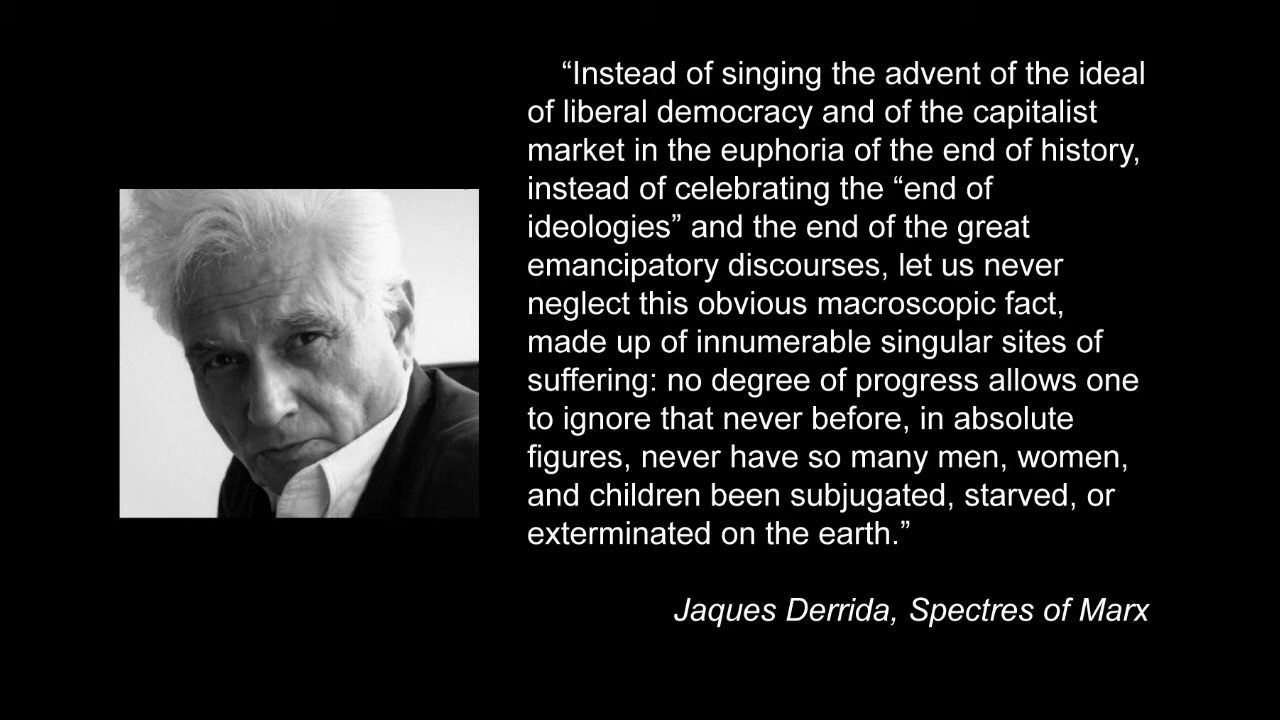 “Instead of singing the advent of the ideal
of liberal democracy and of the capitalist
market in the euphoria of the end of history,
instead of celebrating the “end of
ideologies” and the end of the great
emancipatory discourses, let us never
neglect this obvious macroscopic fact,
made up of innumerable singular sites of
suffering: no degree of progress allows one
to ignore that never before, in absolute
figures, never have so many men, women,
and children been subjugated, starved, or
exterminated on the earth.”
Jaques Derrida, Spectres of Marx